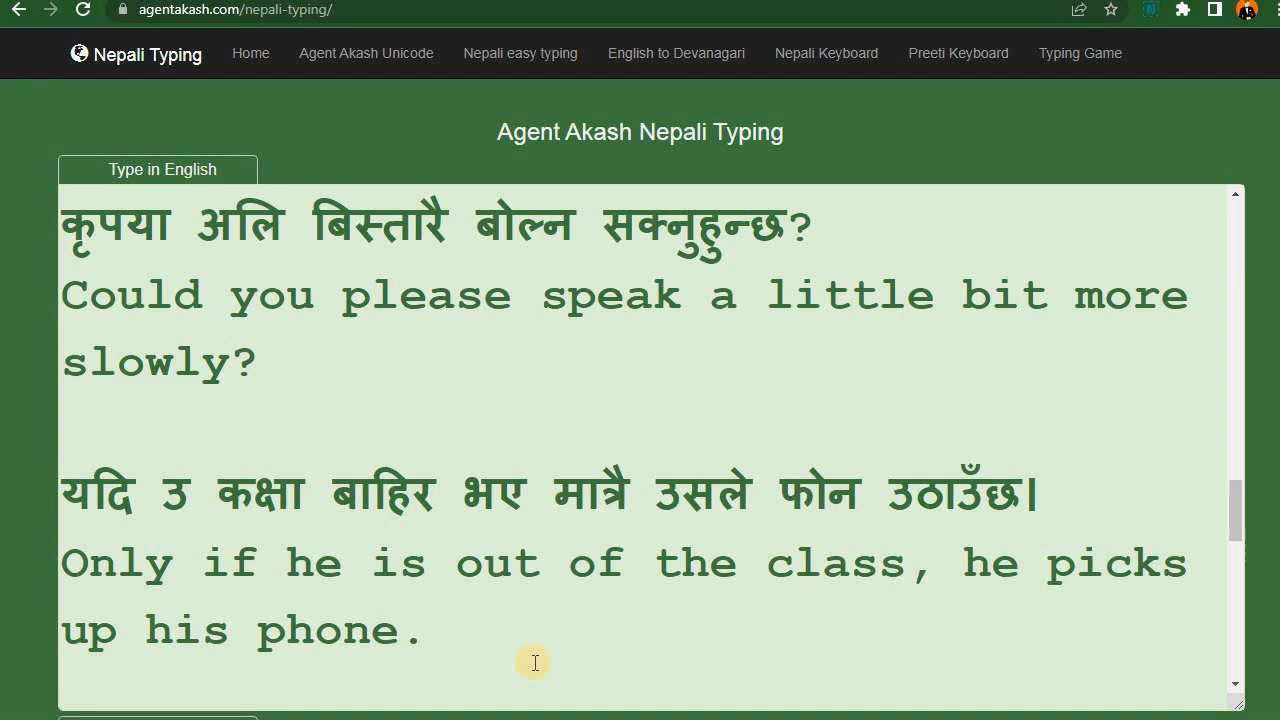 agentakash.com/nepali-typing/
Nepali Typing Home Agent Akash Unicode Nepali easy typing English to Devanagari Nepali Keyboard Preeti Keyboard Typing Game
Agent Akash Nepali Typing
Type in English
कृपया अलि बिस्तारै बोल्न सक्नुहुन्छ?
Could you please speak a little bit more
slowly?
यदि उ कक्षा बाहिर भए मात्रै उसले फोन उठाउँछ।
Only if he is out of the class, he picks
up his phone.